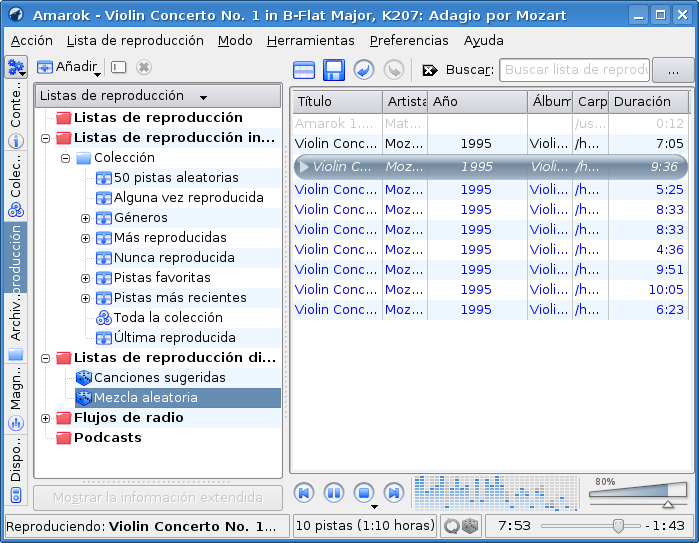 Amarok - Violin Concerto No. 1 in B-Flat Major, K207: Adagio por Mozart
Acción Lista de reproducción Modo Herramientas Preferencias Ayuda
Añadir
Buscar: Buscar lista de reprodu ...
Conte..
Colec..
producción
Archiv..
Magn..
Dispo..
Listas de reproducción
Listas de reproducción
Listas de reproducción in...
Colección
50 pistas aleatorias
Alguna vez reproducida
Géneros
Más reproducidas
Nunca reproducida
Pistas favoritas
Pistas más recientes
Toda la colección
Última reproducida
Listas de reproducción di...
Canciones sugeridas
Mezcla aleatoria
Flujos de radio
Podcasts
Mostrar la información extendida
Título Artista Año Álbum Carp Duración
Amarok 1.... Mat... /us... 0:12
Violin Conc... Moz... 1995 Violi... /h... 7:05
Violin C... Moz... 1995 Violi... /h... 9:36
Violin Conc... Moz... 1995 Violi... /h... 5:25
Violin Conc... Moz... 1995 Violi... /h... 8:33
Violin Conc... Moz... 1995 Violi... /h... 8:33
Violin Conc... Moz... 1995 Violi... /h... 4:36
Violin Conc... Moz... 1995 Violi... /h... 9:51
Violin Conc... Moz... 1995 Violi... /h... 10:05
Violin Conc... Moz... 1995 Violi... /h... 6:23
80%
Reproduciendo: Violin Concerto No. 1... 10 pistas (1:10 horas) 7:53 -1:43